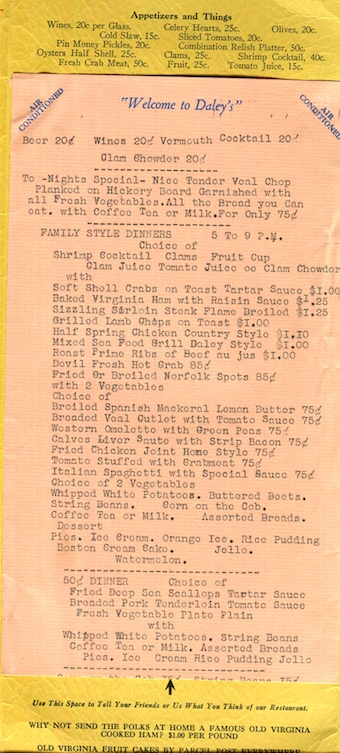 Appetizers and Things
Wines, 20c per Glass. Celery Hearts, 25c. Olives, 20c.
Cold Slaw, 15c. Sliced Tomatoes, 20c.
Pin Money Pickles, 20c. Combination Relish Platter, 50c.
Oysters Half Shell, 25c. Clams, 25c. Shrimp Cocktail, 40c.
Fresh Crab Meat, 50c. Fruit, 25c. Tomato Juice, 15c.
AIR CONDITIONED
"Welcome to Daley's"
AIR CONDITIONED
Beer 20¢ Wines 20¢ Vermouth Cocktail 20¢
Clam Chowder 20¢
To -Nights Special- Nice Tender Veal Chop
Planked on Hickory Board Garnished with
all Fresh Vegetables.All the Bread you Can
eat. with Coffee Tea or Milk.For Only 75¢
FAMILY STYLE DINNERS 5 To 9 P.M.
Choice of
Shrimp Cocktail Clams Fruit Cup
Clam Juice Tomato Juice oo Clam Chowder
with
Soft Shell Crabs on Toast Tartar Sauce $1.00
Baked Virginia Ham with Raisin Sauce $1.25
Sizzling Sirloin Steak Flame Broiled $1.25
Grilled Lamb Chops on Toast $1.00
Half Spring Chicken Country Style $1.10
Mixed Sea Food Grill Daley Style $1.00
Roast Prime Ribs of Beef au jus $1.00
Devil Fresh Hot Crab 85¢
Fried Or Broiled Norfolk Spots 85¢
with 2 Vegetables
Choice of
Broiled Spanish Mackeral Lemon Butter 75¢
Breaded Veal Cutlet with Tomato Sauce 75¢
Western Omolette with Green Peas 75¢
Calves Liver Saute with Strip Bacon 75¢
Fried Chicken Joint Home Style 75¢
Tomato Stuffed with Crabmeat 75¢
Italian Spaghetti with Special Sauce 75¢
Choice of 2 Vegetables
Whipped White Potatoes. Buttered Beets.
String Beans. Corn on the Cob.
Coffee Tea or Milk. Assorted Breads.
Dessert
Pies. Ice Cream. Orange Ice. Rice Pudding
Boston Cream Cake. Jello.
Watermelon.
50¢ DINNER Choice of
Fried Deep Sea Scallops Tartar Sauce
Breaded Pork Tenderloin Tomato Sauce
Fresh Vegetable Plate Plain
with
Whipped White Potatoes. String Beans
Coffee Tea or Milk. Assorted Breads
Pies. Ice Cream Rice Pudding Jello
Use This Space to Tell Your Friends or Us What You Think of our Restaurant.
WHY NOT SEND THE FOLKS AT HOME A FAMOUS OLD VIRGINIA
COOKED HAM? $1.00 PER POUND
OLD VIRGINIA FRUIT CAKES BY PARCEL POST EVERYWHERE